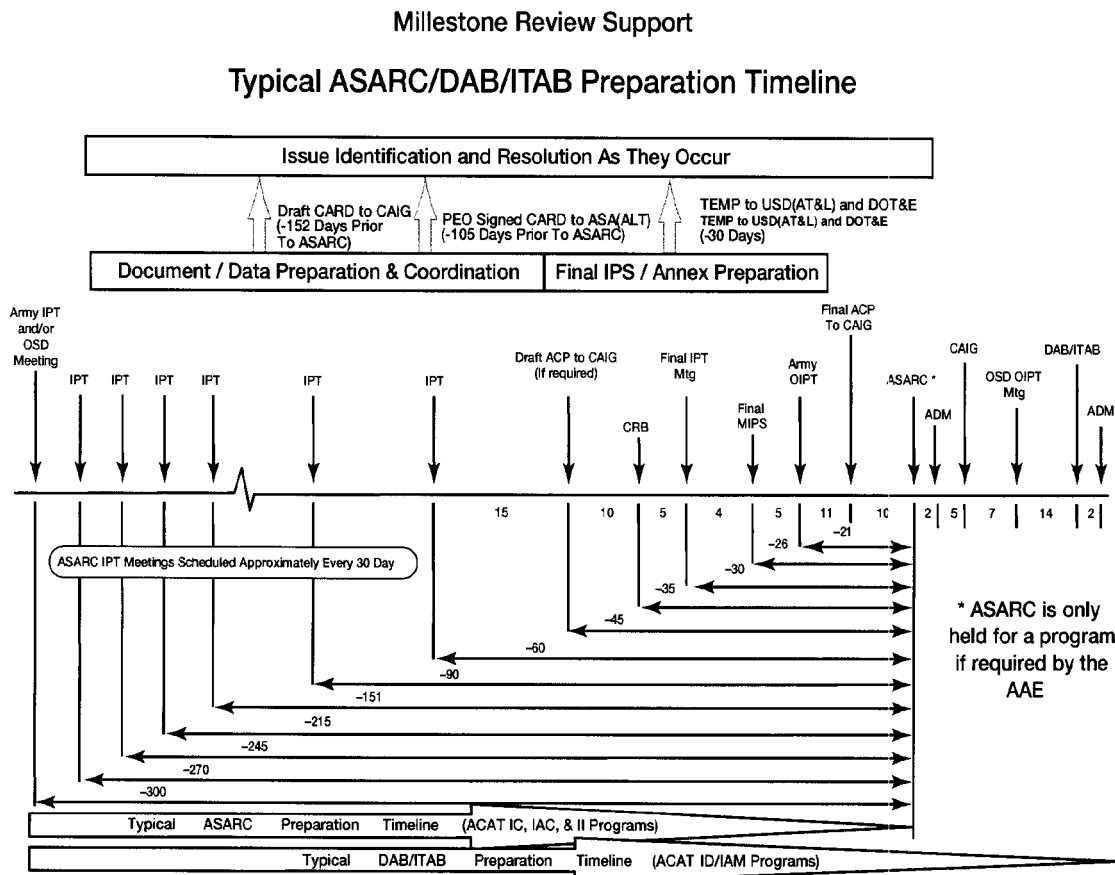 Millestone Review Support
Typical ASARC/DAB/ITAB Preparation Timeline
Issue Identification and Resolution As They Occur
Draft CARD to CAIG
(-152 Days Prior
To ASARC)
PEO Signed CARD to ASA(ALT)
(-105 Days Prior To ASARC)
TEMP to USD(AT&L) and DOT&E
TEMP to USD(AT&L) and DOT&E
(-30 Days)
Document / Data Preparation & Coordination
Final IPS / Annex Preparation
Army IPT
and/or
OSD
Meeting
IPT
IPT
IPT
IPT
IPT
IPT
Draft ACP to CAIG
(If required)
CRB
Final IPT
Mtg
Final
MIPS
Army
OIPT
Final ACP
To CAIG
ASARC *
ADM
CAIG
OSD OIPT
Mtg
DAB/ITAB
ADM
15
10
5
4
5
11
10
2
5
7
14
2
ASARC IPT Meetings Scheduled Approximately Every 30 Day
-21
-26
-30
-35
-45
-60
-90
-151
-215
-245
-270
-300
* ASARC is only
held for a program
if required by the
AAE
Typical ASARC Preparation Timeline (ACAT IC, IAC, & II Programs)
Typical DAB/ITAB Preparation Timeline (ACAT ID/IAM Programs)